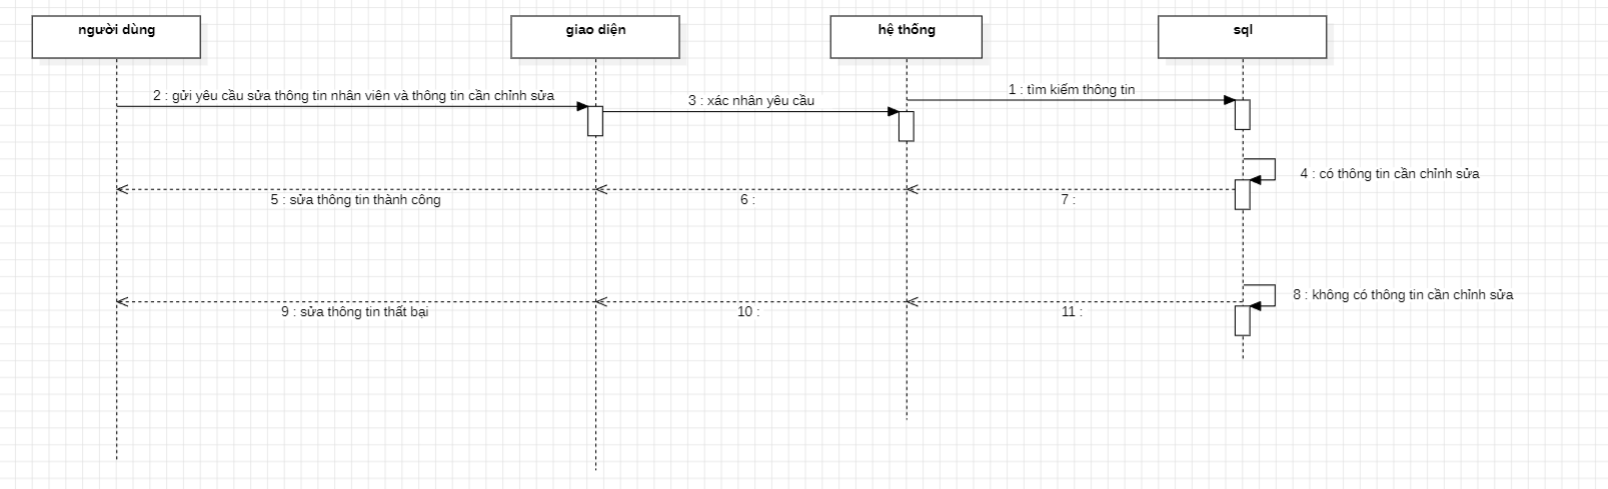 người dùng
giao diện
hệ thống
sql
2 : gửi yêu cầu sửa thông tin nhân viên và thông tin cần chỉnh sửa
3 : xác nhân yêu cầu
1 : tìm kiếm thông tin
4 : có thông tin cần chỉnh sửa
5 : sửa thông tin thành công
6 :
7 :
8 : không có thông tin cần chỉnh sửa
9 : sửa thông tin thất bại
10 :
11 :